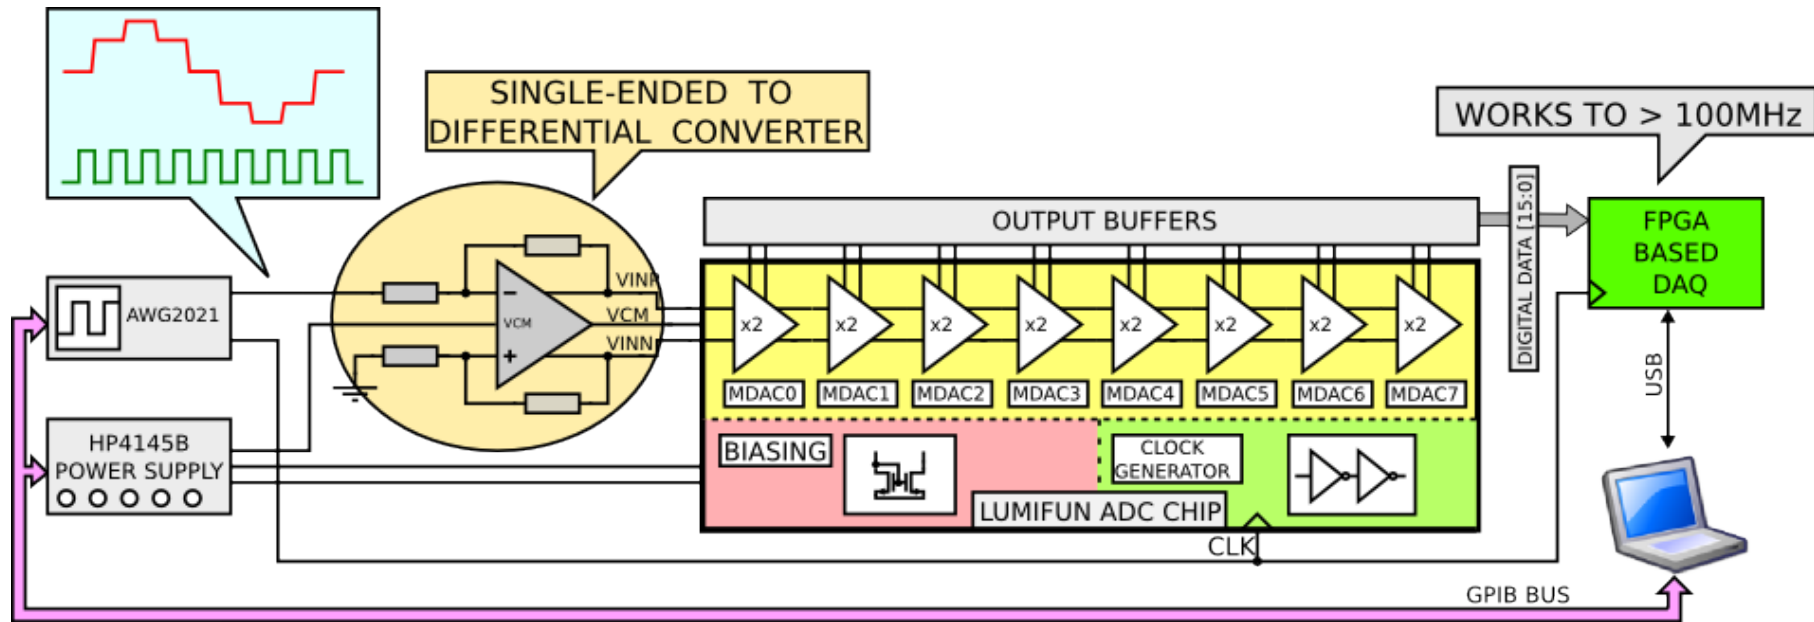 SINGLE-ENDED TO
DIFFERENTIAL CONVERTER
WORKS TO > 100MHz
OUTPUT BUFFERS
DIGITAL DATA [15:0]
FPGA
BASED
DAQ
AWG2021
VCM
VINP
VCM
VINN
x2
x2
x2
x2
x2
x2
x2
x2
MDAC0
MDAC1
MDAC2
MDAC3
MDAC4
MDAC5
MDAC6
MDAC7
USB
HP4145B
POWER SUPPLY
BIASING
CLOCK
GENERATOR
LUMIFUN ADC CHIP
CLK
GPIB BUS